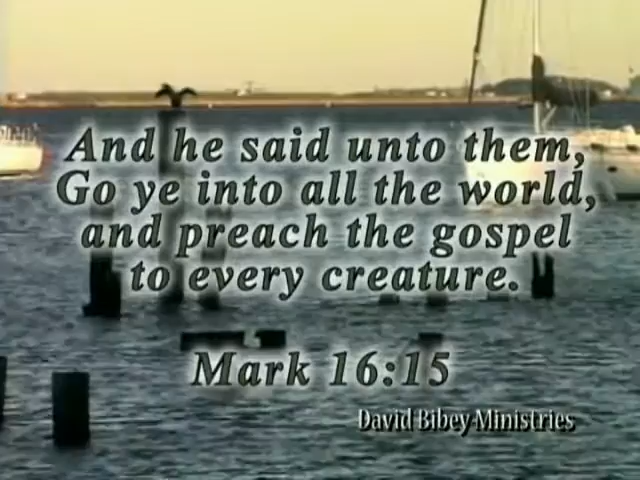 And he said unto them,
Go ye into all the world,
and preach the gospel
to every creature.
Mark 16:15
David Bibey Ministries